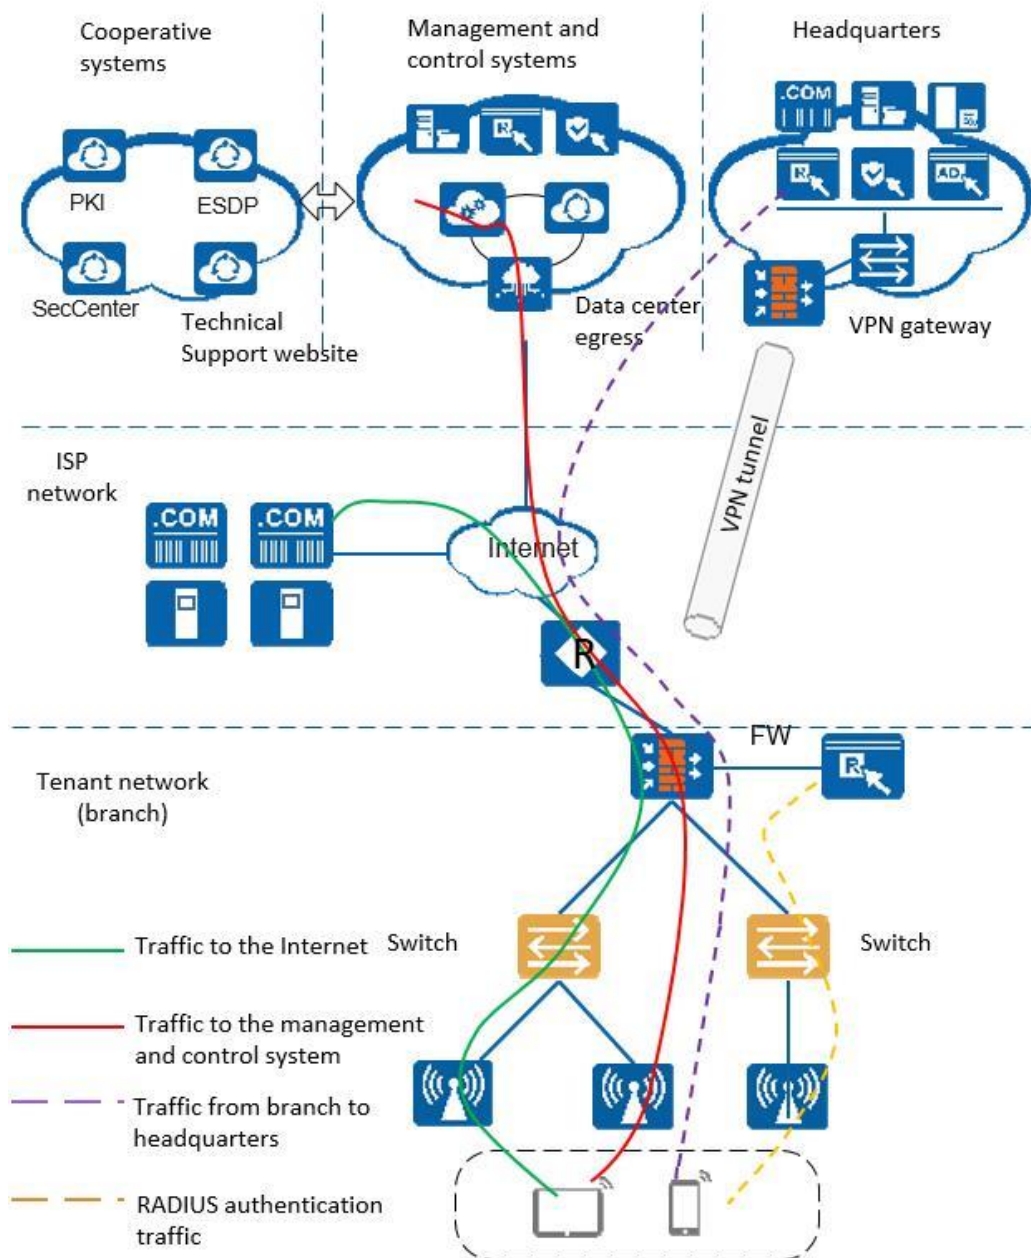 Cooperative
systems
Management and
control systems
Headquarters
.COM
R
R
AD
PKI
ESDP
SecCenter
Technical
Support website
Data center
egress
VPN gateway
VPN tunnel
ISP
network
.COM
.COM
Internet
R
FW
R
Tenant network
(branch)
Switch
Switch
Traffic to the Internet
Traffic to the management
and control system
Traffic from branch to
headquarters
RADIUS authentication
traffic